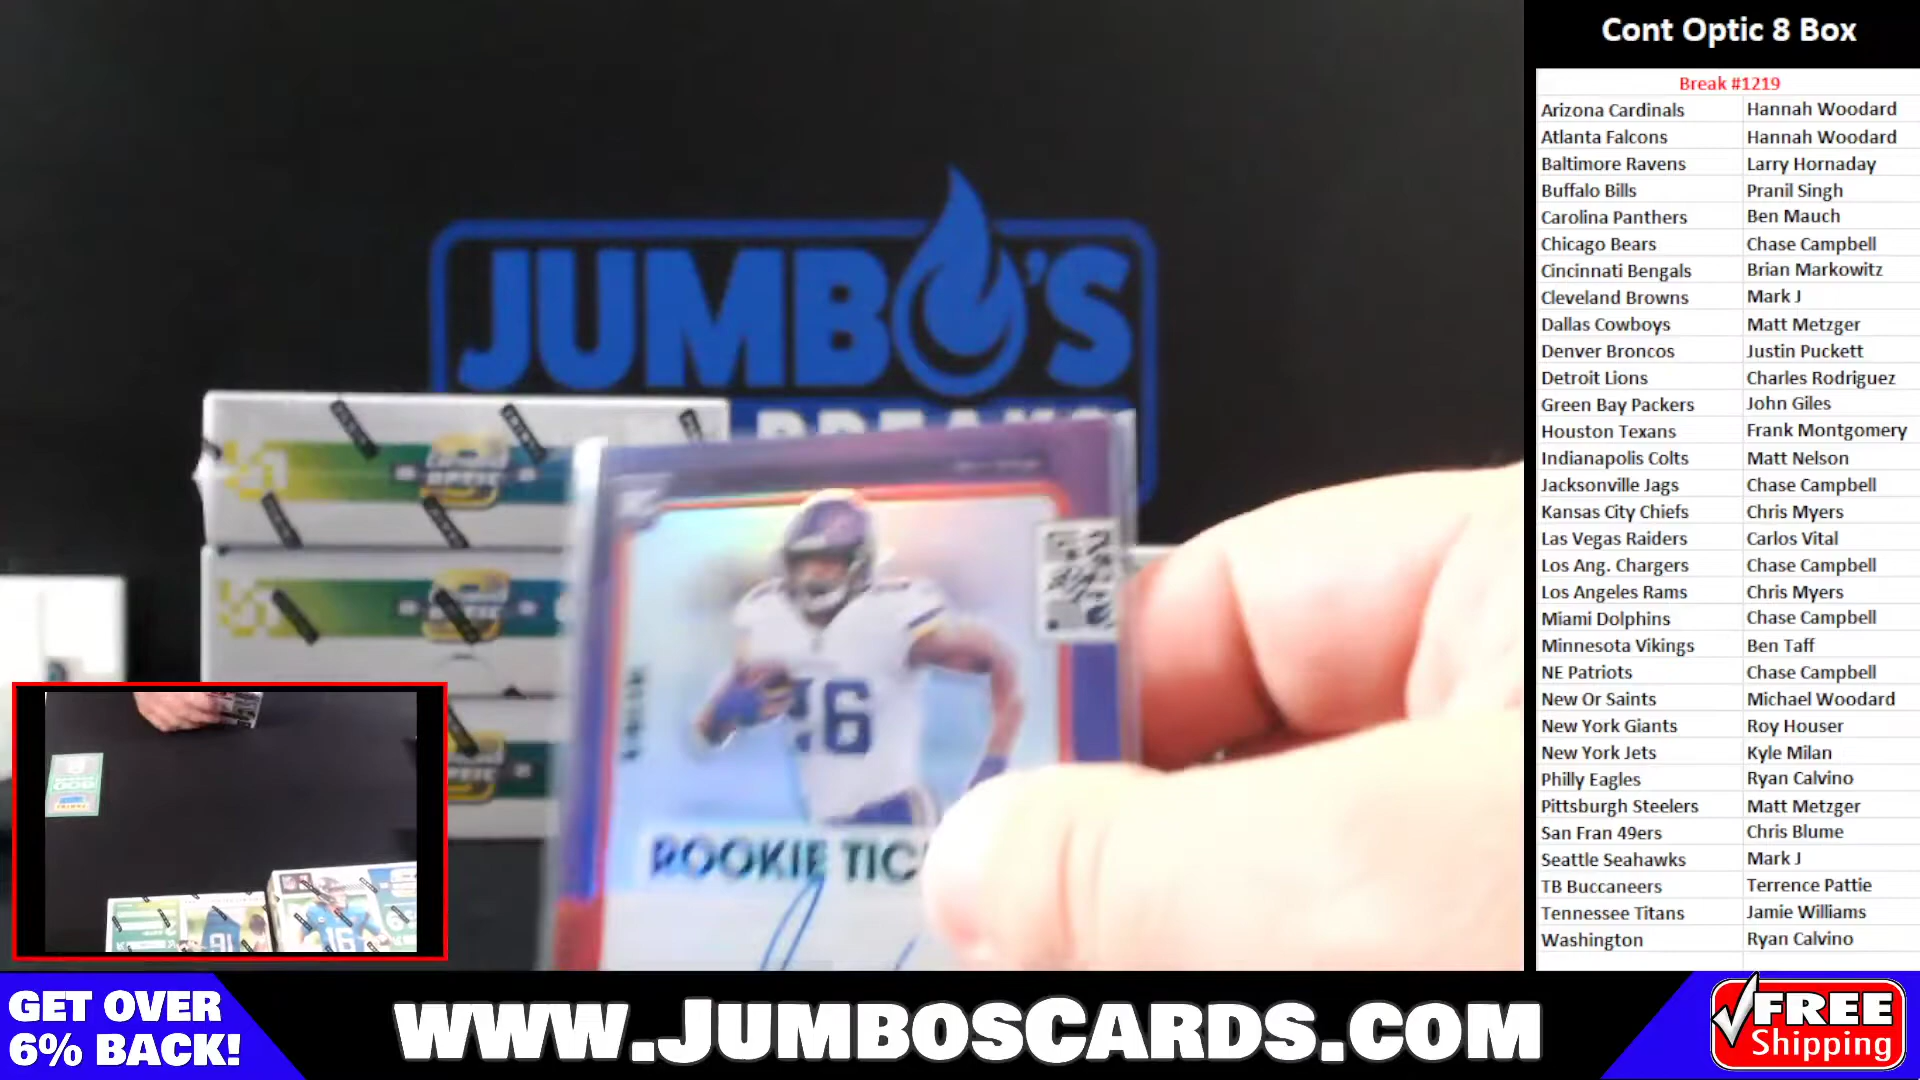 Cont Optic 8 Box
Break #1219
Arizona Cardinals Hannah Woodard
Atlanta Falcons Hannah Woodard
Baltimore Ravens Larry Hornaday
Buffalo Bills Pranil Singh
Carolina Panthers Ben Mauch
Chicago Bears Chase Campbell
Cincinnati Bengals Brian Markowitz
Cleveland Browns Mark J
Dallas Cowboys Matt Metzger
Denver Broncos Justin Puckett
Detroit Lions Charles Rodriguez
Green Bay Packers John Giles
Houston Texans Frank Montgomery
Indianapolis Colts Matt Nelson
Jacksonville Jags Chase Campbell
Kansas City Chiefs Chris Myers
Las Vegas Raiders Carlos Vital
Los Ang. Chargers Chase Campbell
Los Angeles Rams Chris Myers
Miami Dolphins Chase Campbell
Minnesota Vikings Ben Taff
NE Patriots Chase Campbell
New Or Saints Michael Woodard
New York Giants Roy Houser
New York Jets Kyle Milan
Philly Eagles Ryan Calvino
Pittsburgh Steelers Matt Metzger
San Fran 49ers Chris Blume
Seattle Seahawks Mark J
TB Buccaneers Terrence Pattie
Tennessee Titans Jamie Williams
Washington Ryan Calvino
JUMBO'S
OPTIC
OPTIC
26
ROOKIE TIC
16
16
GET OVER
6% BACK!
WWW.JUMBOSCARDS.COM
FREE
Shipping